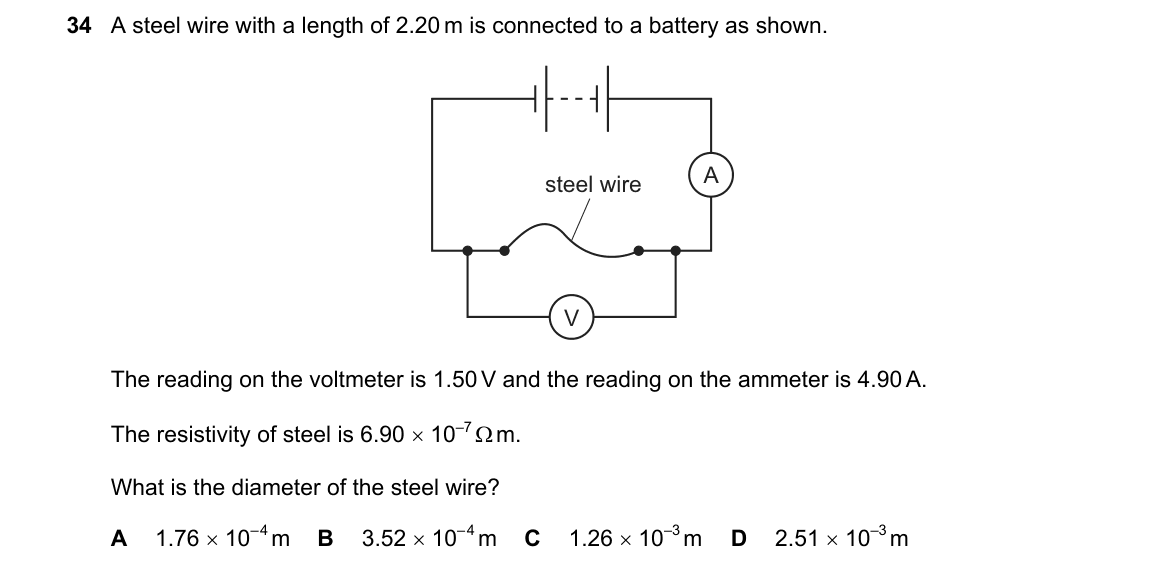 34 A steel wire with a length of 2.20 m is connected to a battery as shown.
steel wire
A
V
The reading on the voltmeter is 1.50 V and the reading on the ammeter is 4.90 A.
The resistivity of steel is 6.90 × 10⁻⁷ Ω m.
What is the diameter of the steel wire?
A 1.76 × 10⁻⁴ m B 3.52 × 10⁻⁴ m C 1.26 × 10⁻³ m D 2.51 × 10⁻³ m